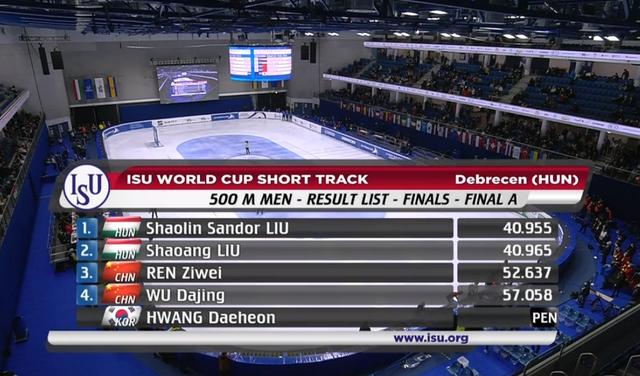 ISU
ISU WORLD CUP SHORT TRACK Debrecen (HUN)
500 M MEN - RESULT LIST - FINALS - FINAL A
1. HUN Shaolin Sandor LIU 40.955
2. HUN Shaoang LIU 40.965
3. CHN REN Ziwei 52.637
4. CHN WU Dajing 57.058
KOR HWANG Daeheon PEN
www.isu.org